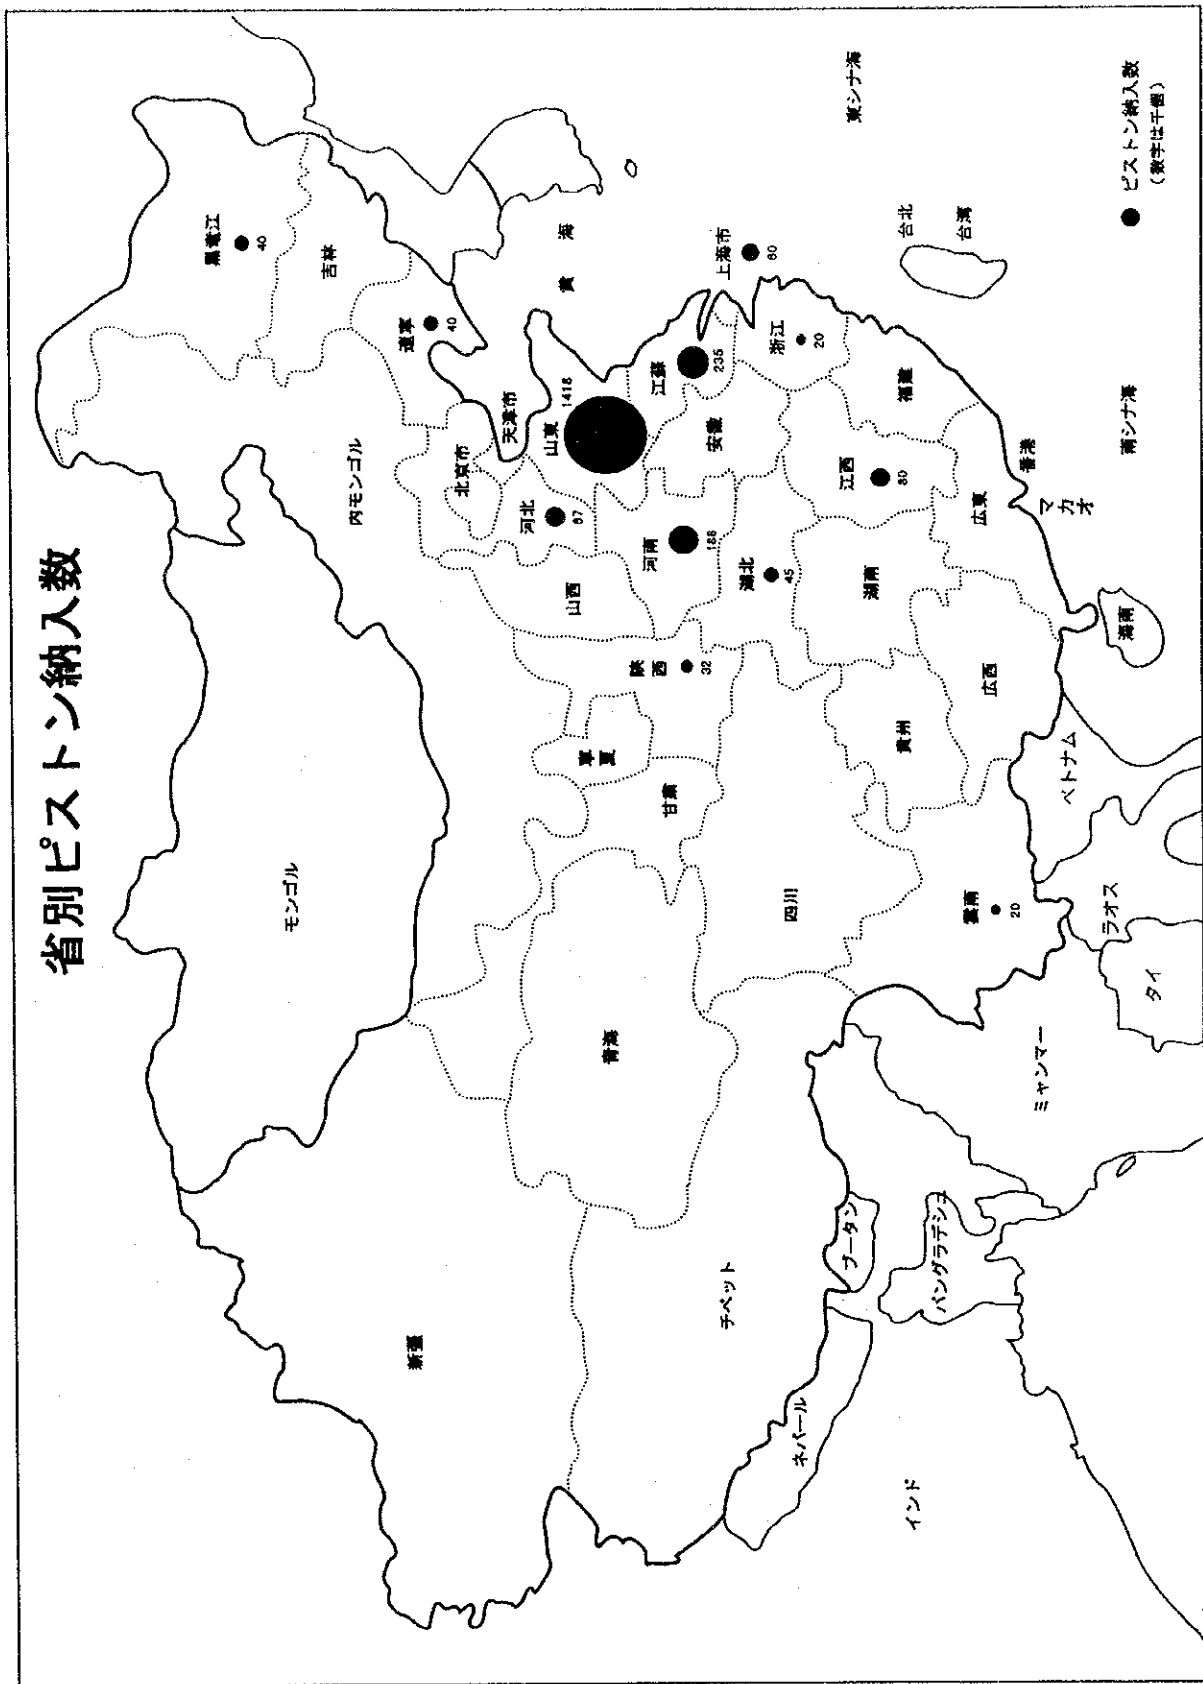 省別ピストン納入数
黒竜江
40
吉林
遼寧
40
内モンゴル
モンゴル
北京市
天津市
河北
山西
山東
1418
黄海
江蘇
235
河南
188
安徽
上海市
60
浙江
20
湖北
45
陝西
32
寧夏
甘粛
青海
新疆
チベット
四川
江西
80
湖南
福建
広東
香港
マカオ
貴州
広西
海南
雲南
20
台北
台湾
東シナ海
南シナ海
ベトナム
ラオス
タイ
ミャンマー
ブータン
バングラデシュ
ネパール
インド
ピストン納入数
(数字は千個)